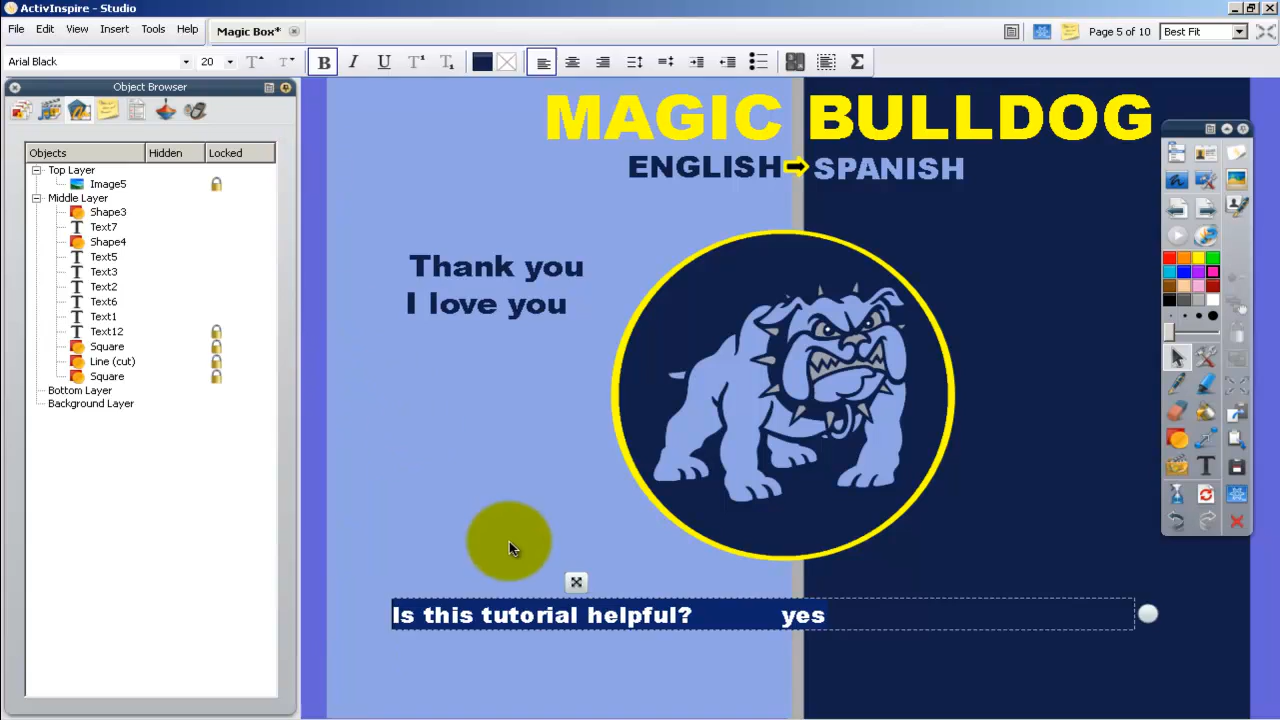 ActivInspire - Studio
File Edit View Insert Tools Help Magic Box* Page 5 of 10 Best Fit
Arial Black 20 T T B I U T¹ T₁ Σ
Object Browser
Objects Hidden Locked
Top Layer
Image5
Middle Layer
Shape3
Text7
Shape4
Text5
Text3
Text2
Text6
Text1
Text12
Square
Line (cut)
Square
Bottom Layer
Background Layer
MAGIC BULLDOG
ENGLISH SPANISH
Thank you
I love you
Is this tutorial helpful? yes